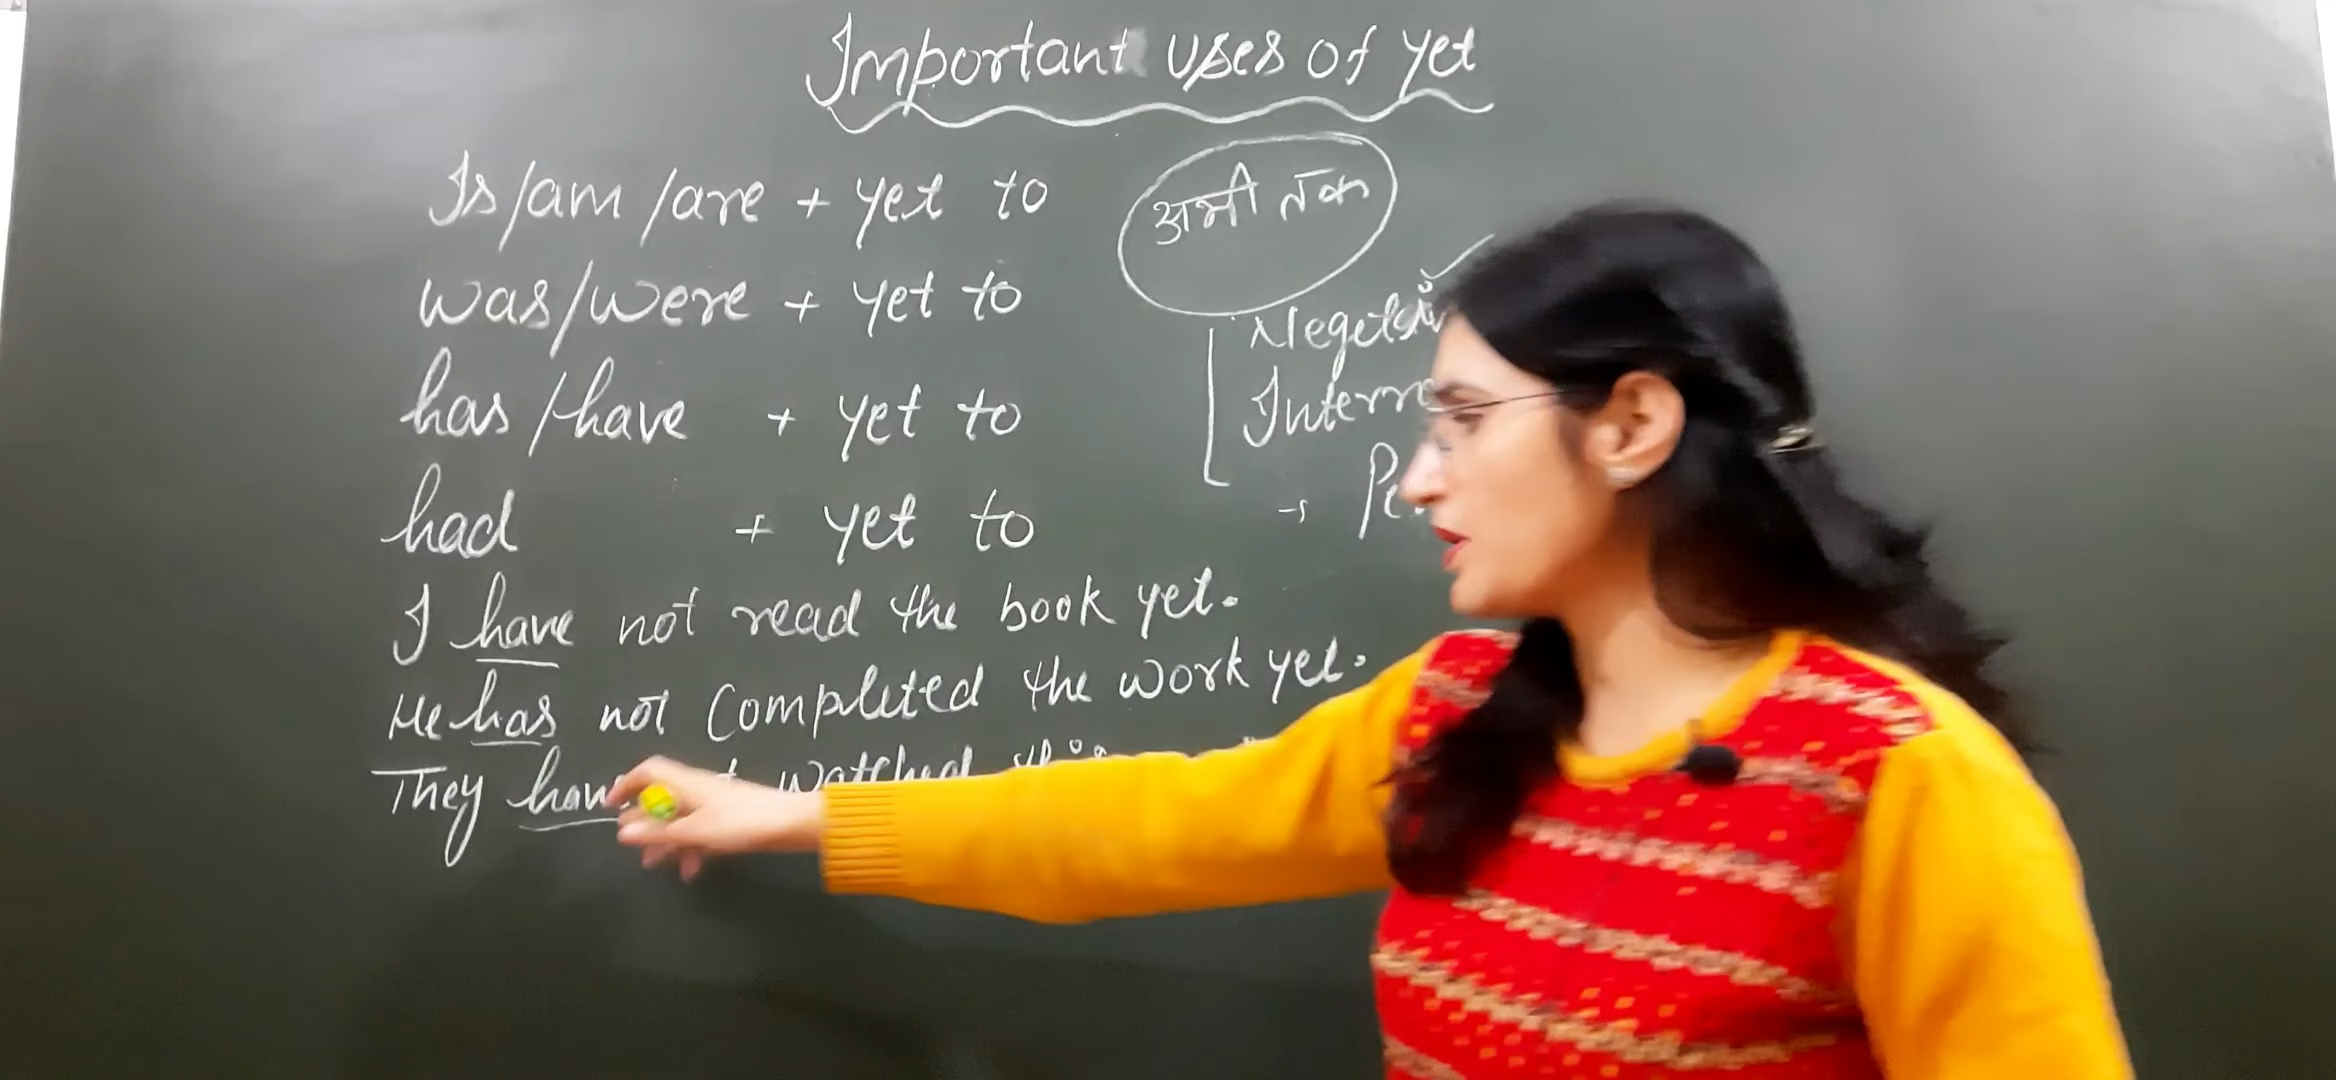 Important uses of yet
Is/am/are + yet to
अभी तक
was/were + yet to
has/have + yet to
had + yet to
I have not read the book yet.
He has not completed the work yet.
They watched